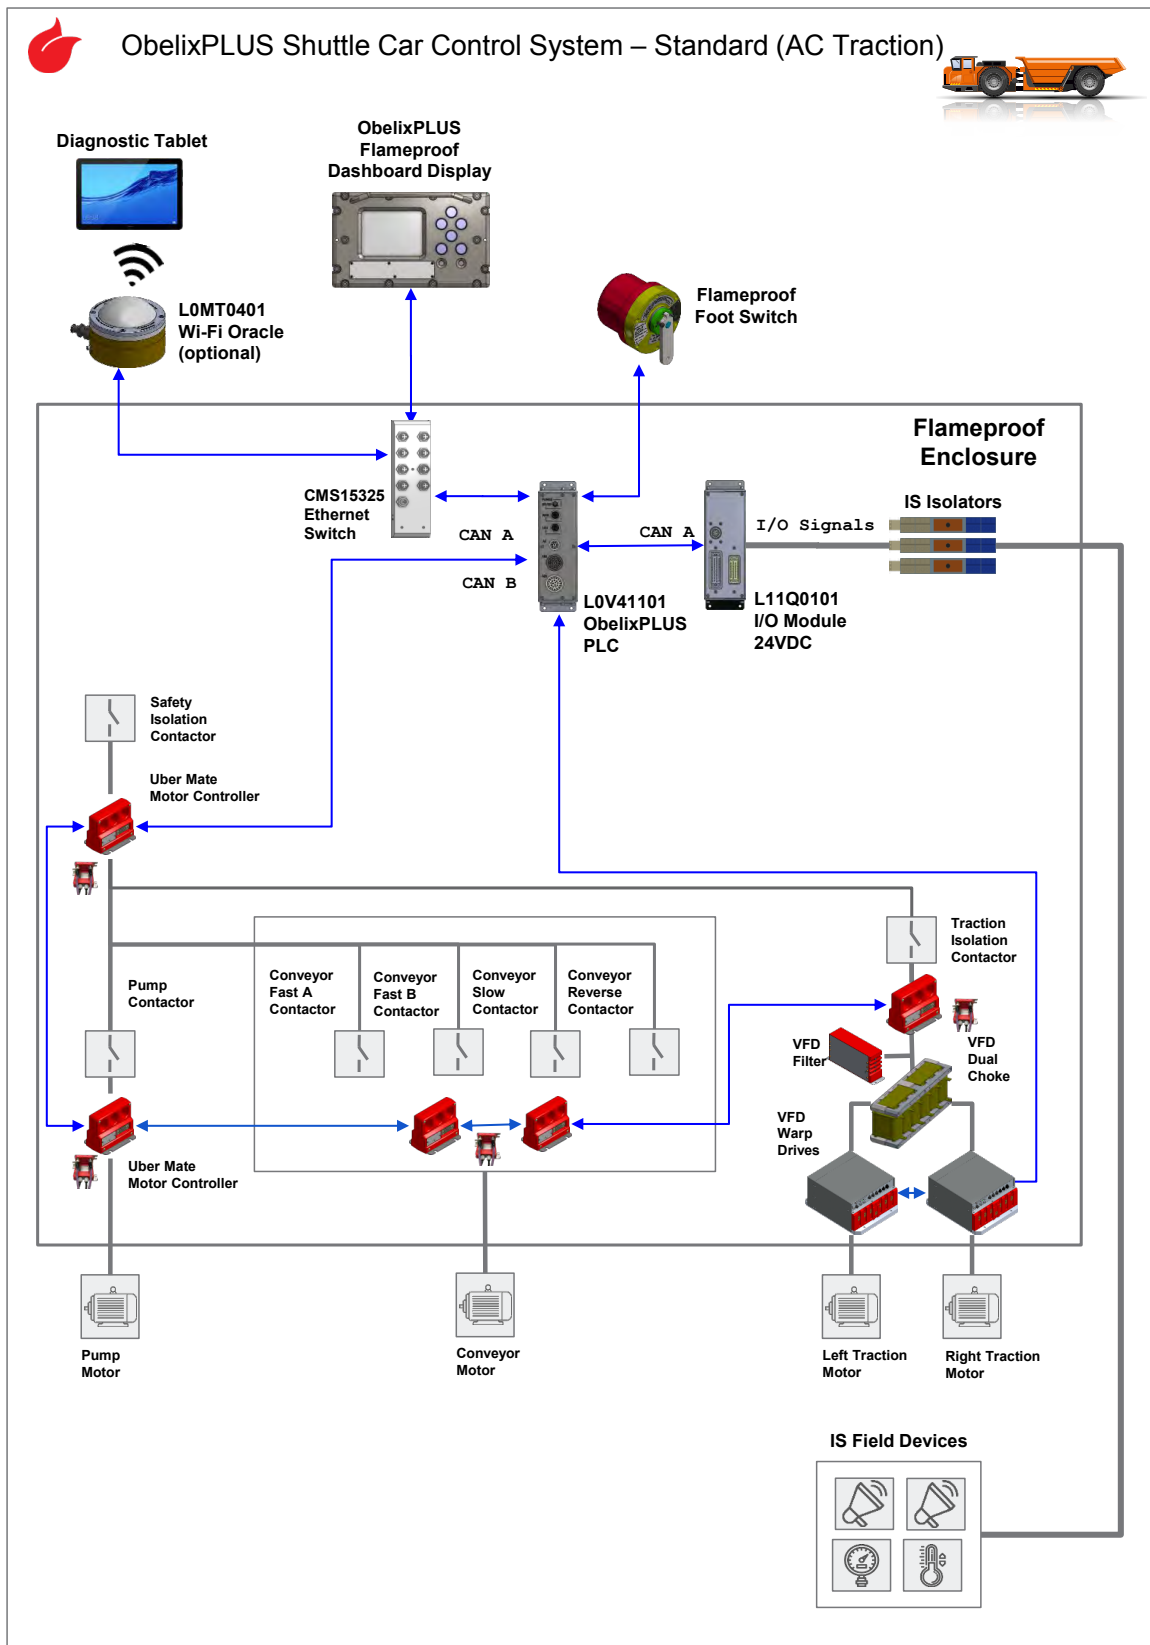 ObelixPLUS Shuttle Car Control System – Standard (AC Traction)
Diagnostic Tablet
ObelixPLUS
Flameproof
Dashboard Display
L0MT0401
Wi-Fi Oracle
(optional)
Flameproof
Foot Switch
Flameproof
Enclosure
IS Isolators
CMS15325
Ethernet
Switch
CAN A
CAN B
CAN A
I/O Signals
L0V41101
ObelixPLUS
PLC
L11Q0101
I/O Module
24VDC
Safety
Isolation
Contactor
Uber Mate
Motor Controller
Traction
Isolation
Contactor
Pump
Contactor
Conveyor
Fast A
Contactor
Conveyor
Fast B
Contactor
Conveyor
Slow
Contactor
Conveyor
Reverse
Contactor
VFD
Filter
VFD
Dual
Choke
VFD
Warp
Drives
Uber Mate
Motor Controller
Pump
Motor
Conveyor
Motor
Left Traction
Motor
Right Traction
Motor
IS Field Devices